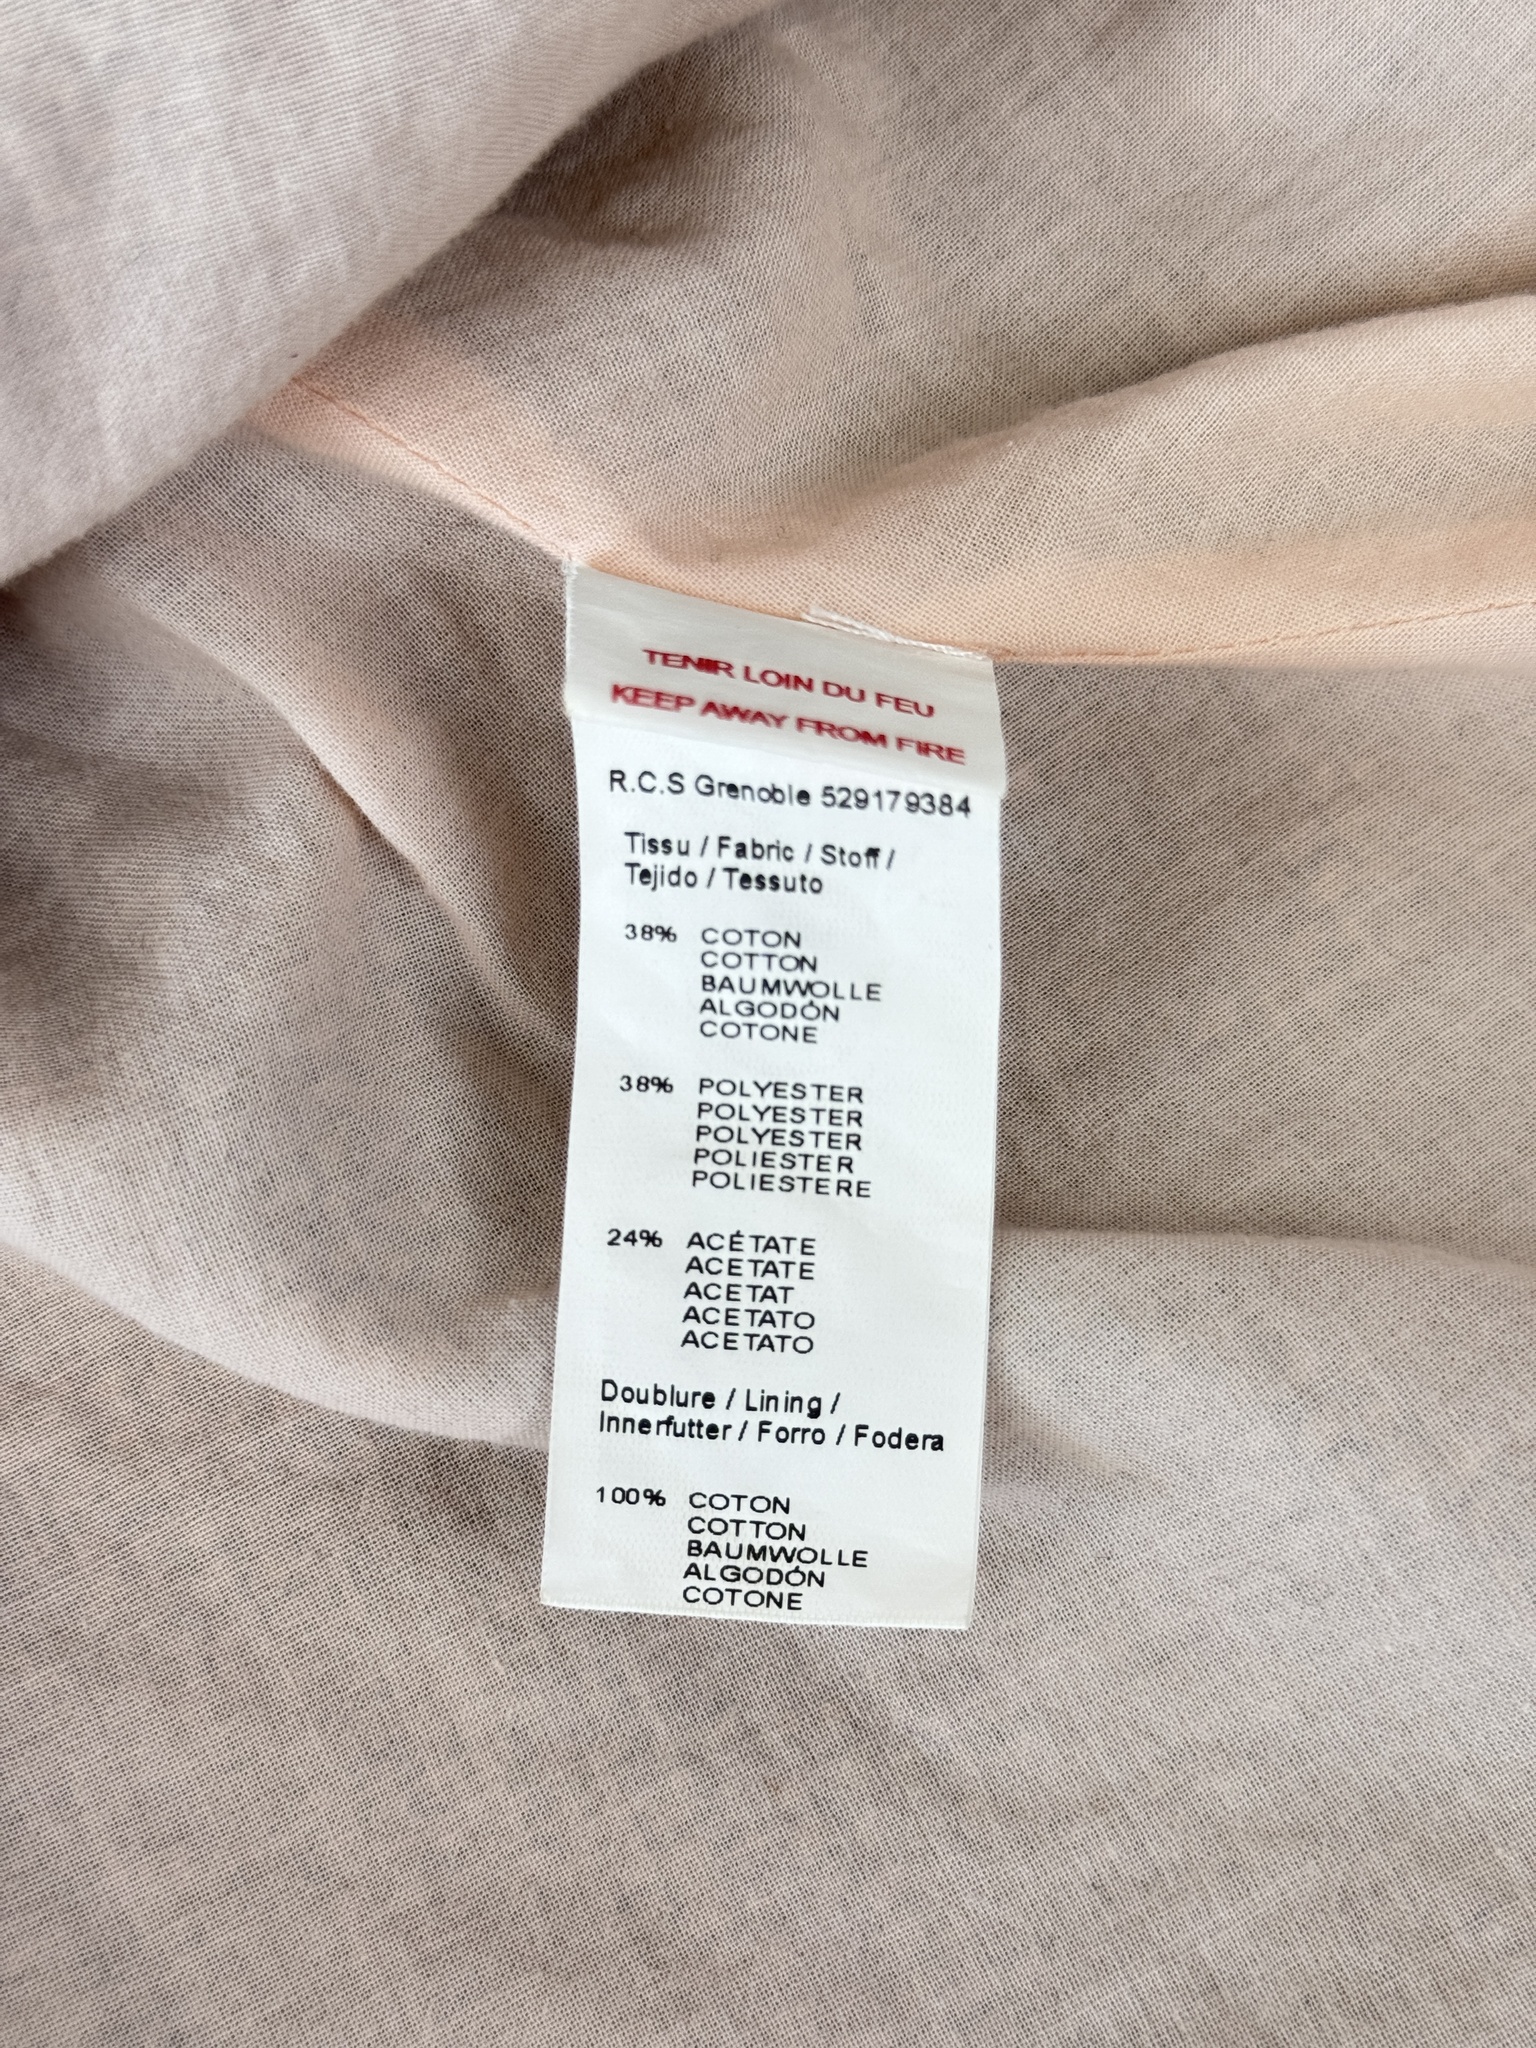 TENIR LOIN DU FEU
KEEP AWAY FROM FIRE
R.C.S Grenoble 529179384
Tissu / Fabric / Stoff /
Tejido / Tessuto
38% COTON
COTTON
BAUMWOLLE
ALGODÓN
COTONE
38% POLYESTER
POLYESTER
POLYESTER
POLIESTER
POLIESTERE
24% ACÉTATE
ACETATE
ACETAT
ACETATO
ACETATO
Doublure / Lining /
Innerfutter / Forro / Fodera
100% COTON
COTTON
BAUMWOLLE
ALGODÓN
COTONE